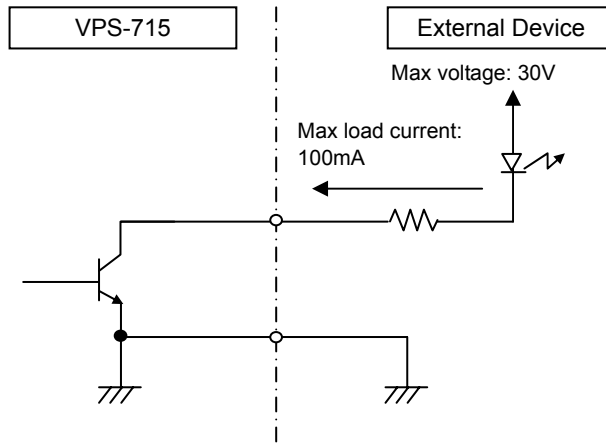 VPS-715
External Device
Max voltage: 30V
Max load current:
100mA